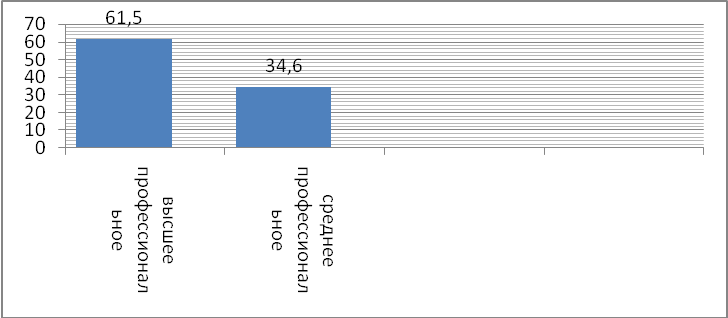 61,5
34,6
70
60
50
40
30
20
10
0
высшее
профессионал
ьное
среднее
профессионал
ьное